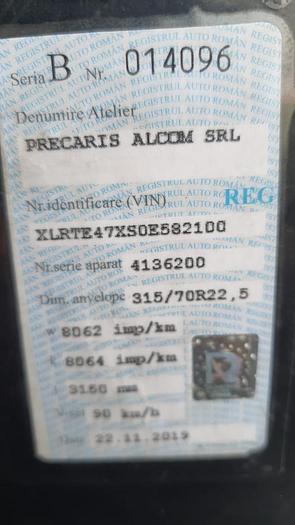 Seria B Nr. 014096
Denumire Atelier
PRECARIS ALCOM SRL
Nr.identificare (VIN) REG
XLRTE47XS0E582100
Nr.serie aparat 4136200
Dim. anvelope 315/70R22,5
w 8062 imp/km
k 8064 imp/km
l 3150 mm
90 km/h
Data 22.11.2019